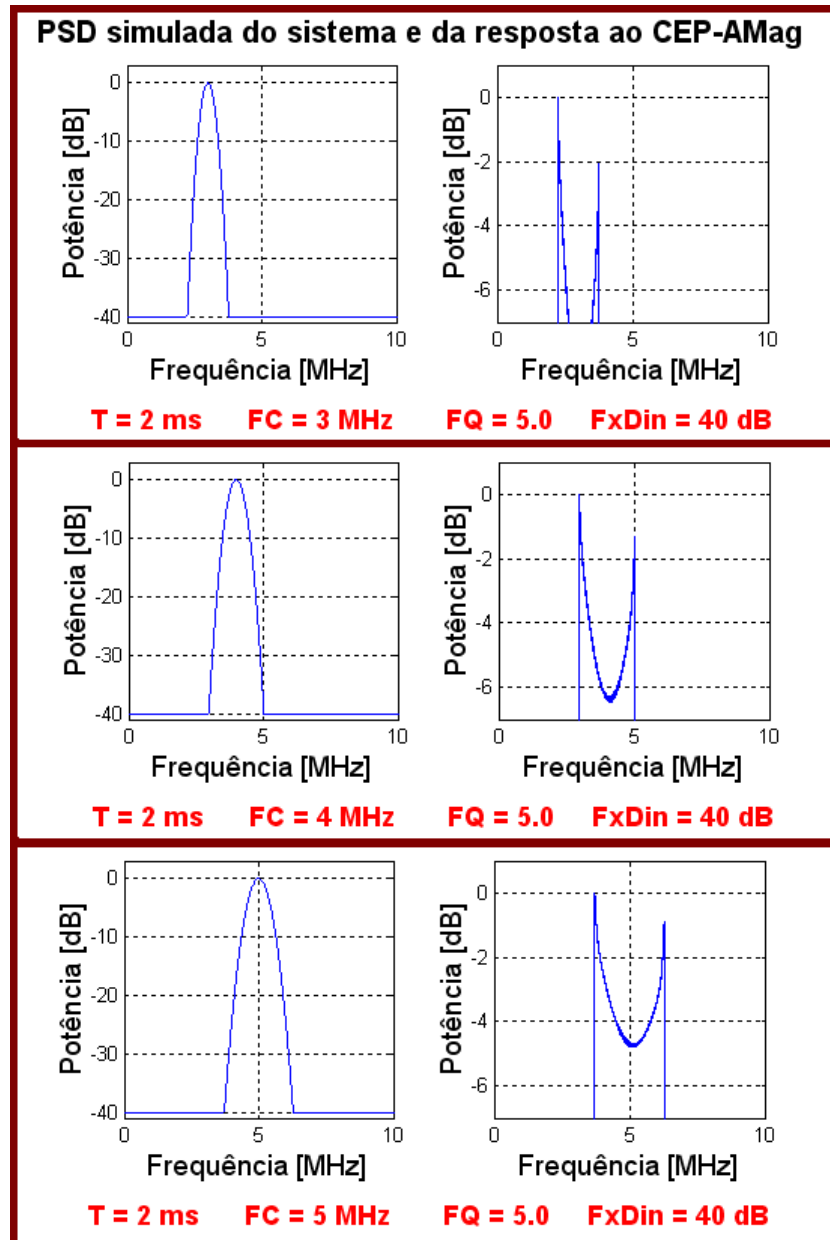 PSD simulada do sistema e da resposta ao CEP-AMag
Potência [dB]
0
-10
-20
-30
-40
0
5
10
Frequência [MHz]
Potência [dB]
0
-2
-4
-6
0
5
10
Frequência [MHz]
T = 2 ms FC = 3 MHz FQ = 5.0 FxDin = 40 dB
Potência [dB]
0
-10
-20
-30
-40
0
5
10
Frequência [MHz]
Potência [dB]
0
-2
-4
-6
0
5
10
Frequência [MHz]
T = 2 ms FC = 4 MHz FQ = 5.0 FxDin = 40 dB
Potência [dB]
0
-10
-20
-30
-40
0
5
10
Frequência [MHz]
Potência [dB]
0
-2
-4
-6
0
5
10
Frequência [MHz]
T = 2 ms FC = 5 MHz FQ = 5.0 FxDin = 40 dB